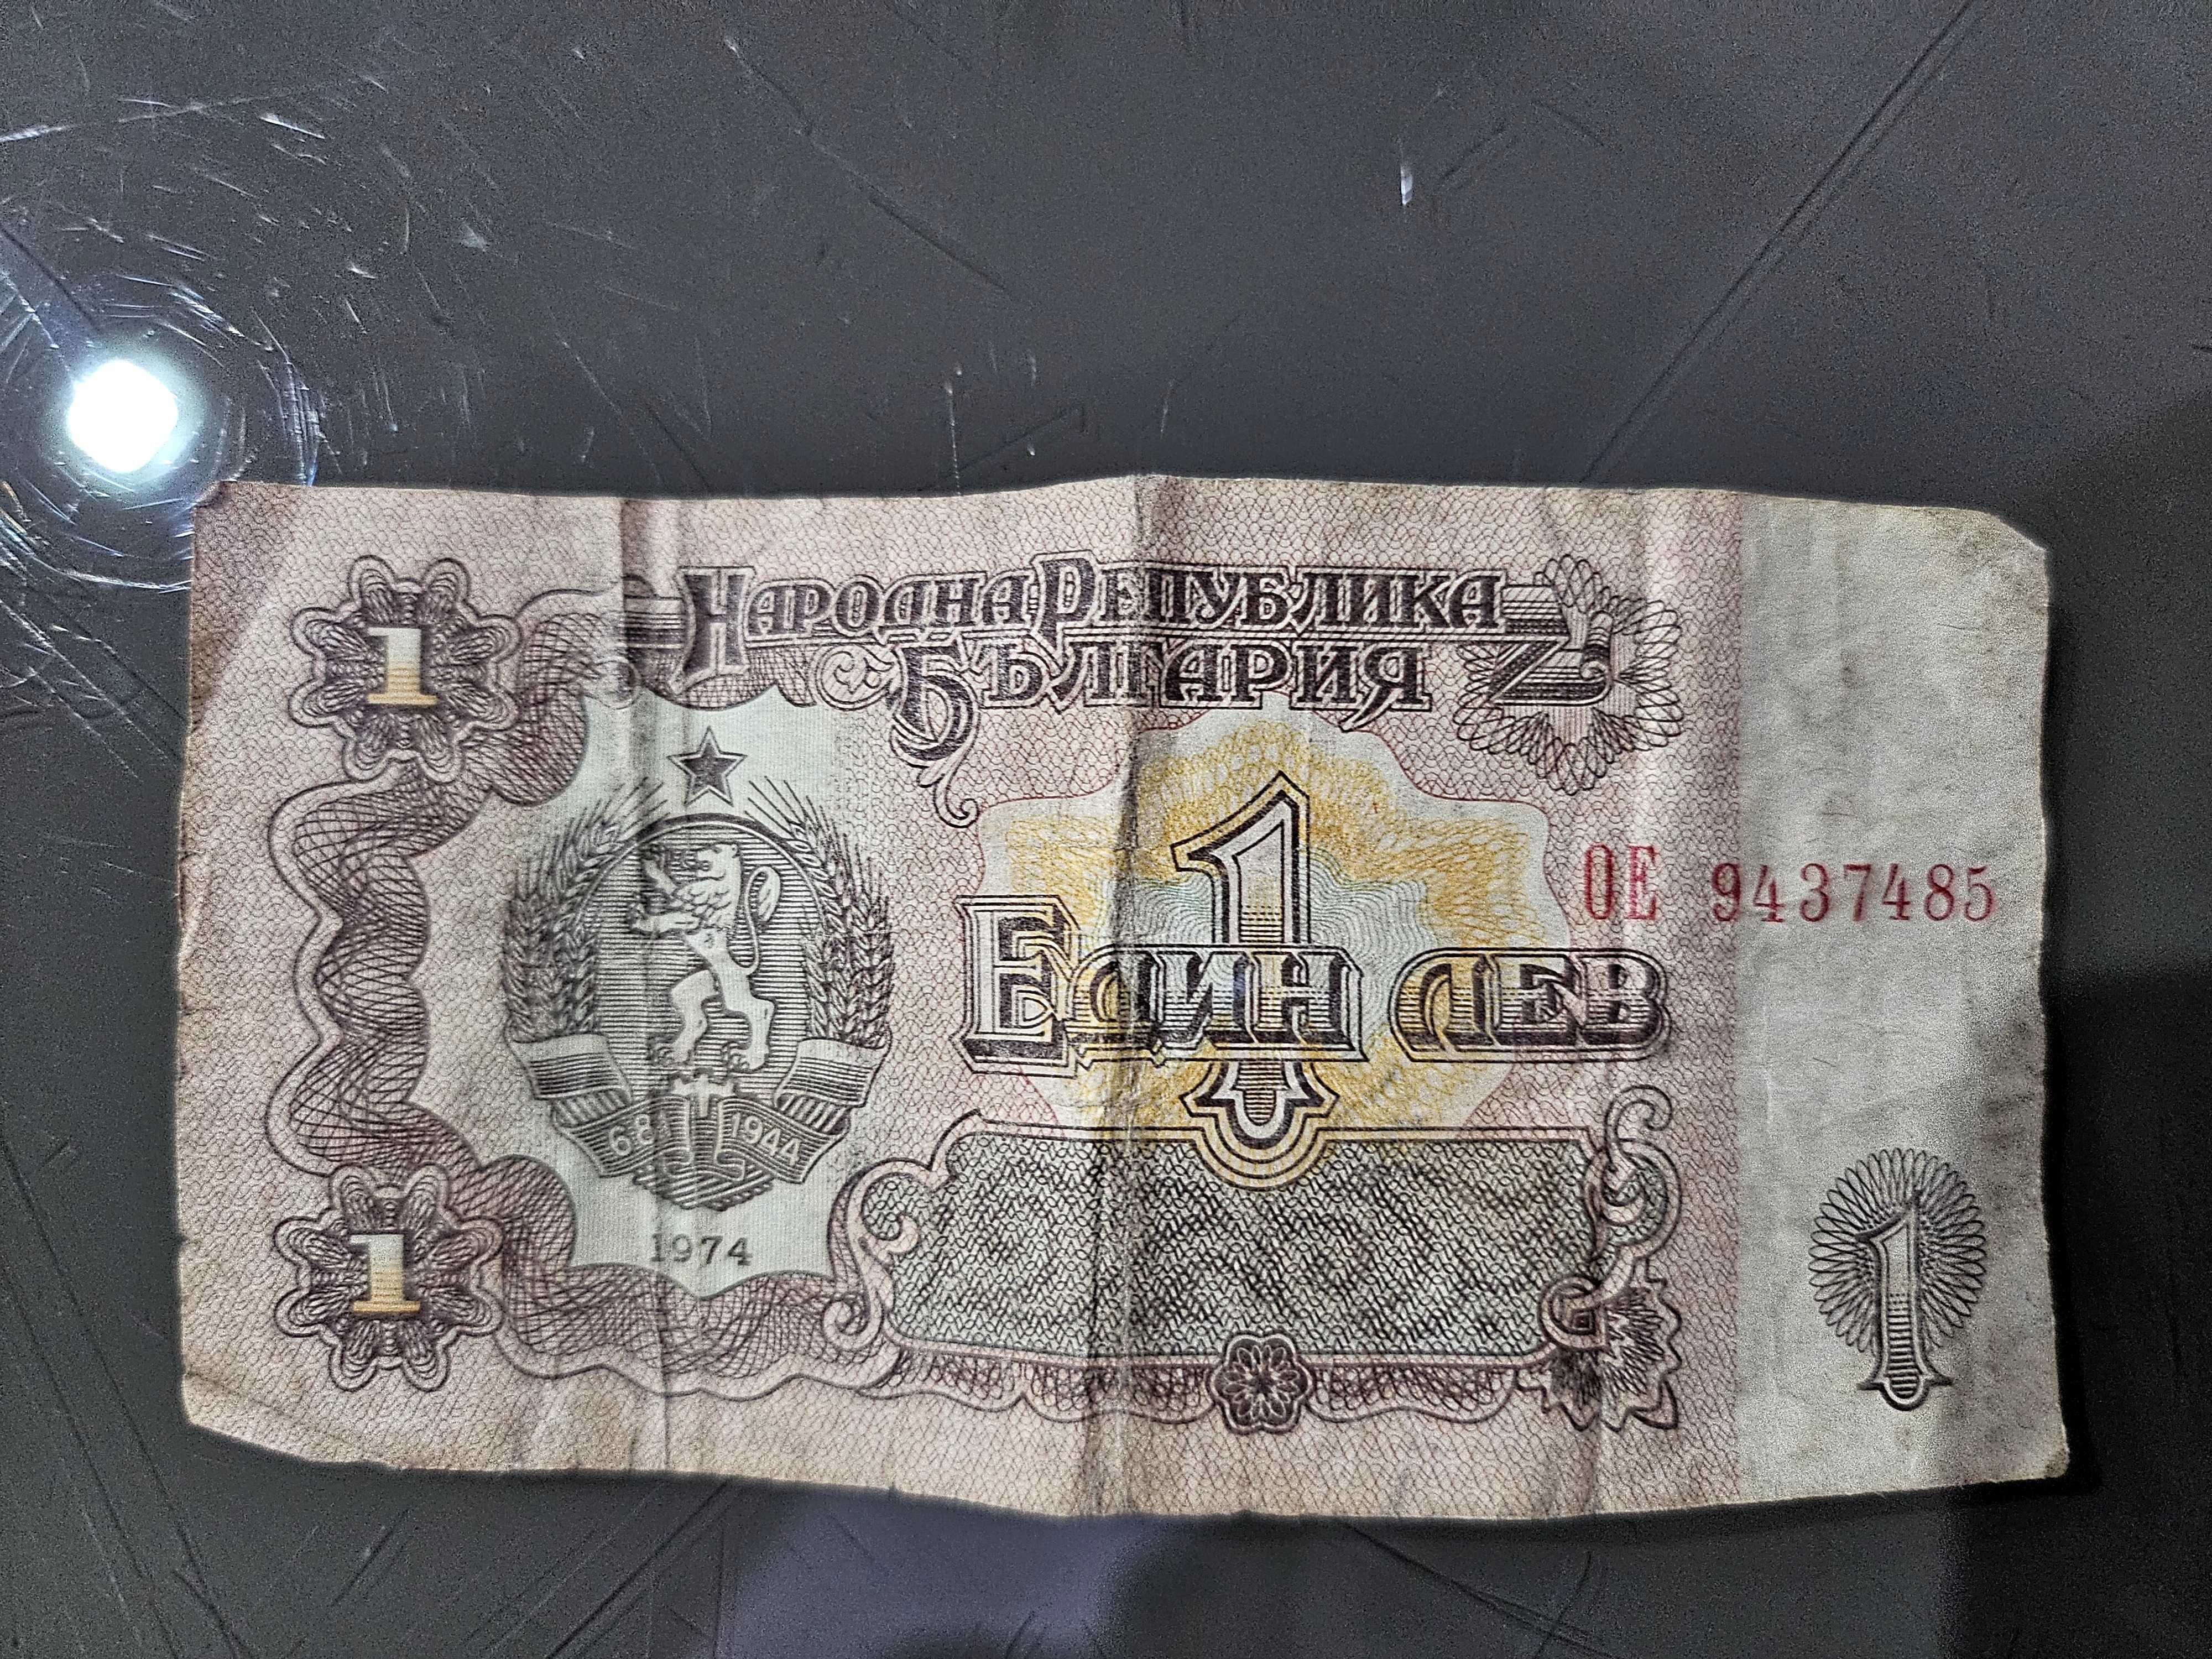 1
НАРОДНА РЕПУБЛИКА
БЪЛГАРИЯ
1
ОЕ 9437485
ЕДИН ЛЕВ
681 1944
1974
1
1